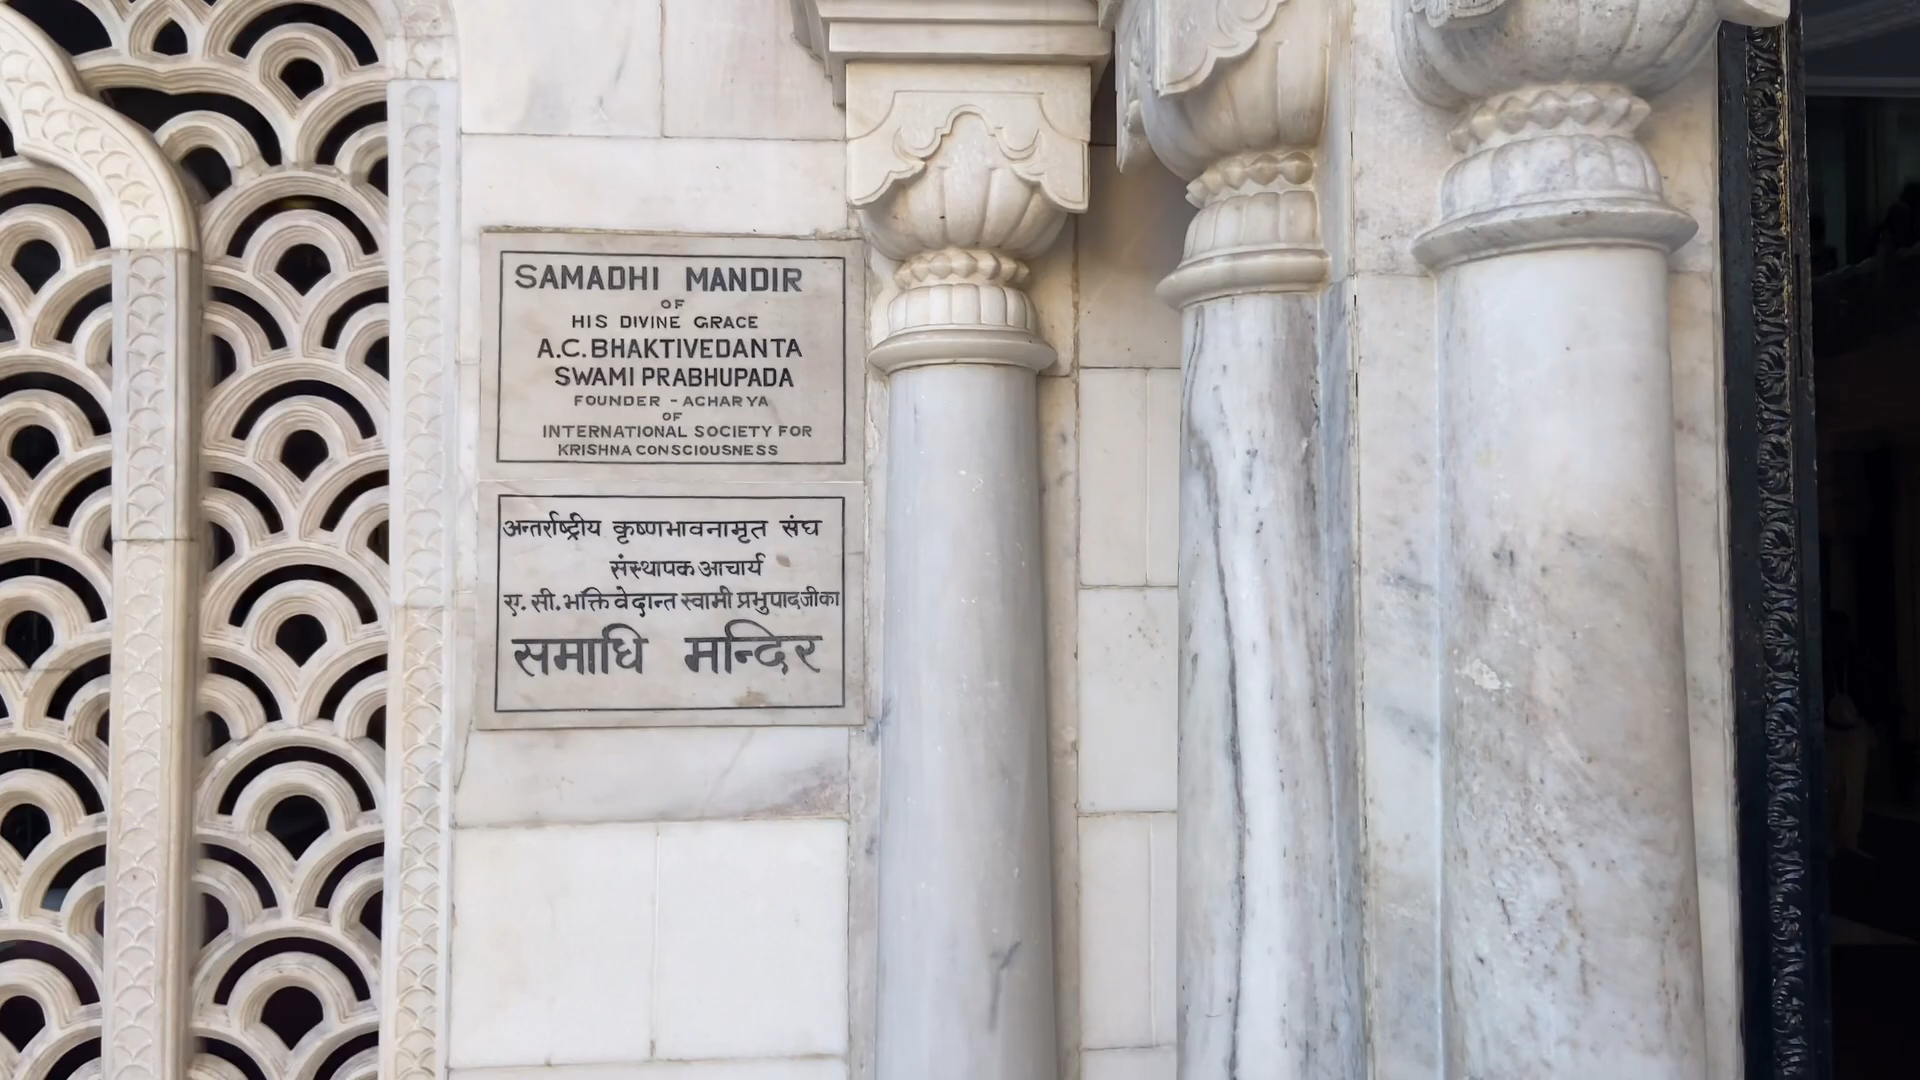 SAMADHI MANDIR
OF
HIS DIVINE GRACE
A.C.BHAKTIVEDANTA
SWAMI PRABHUPADA
FOUNDER - ACHARYA
OF
INTERNATIONAL SOCIETY FOR
KRISHNA CONSCIOUSNESS
अन्तर्राष्ट्रीय कृष्णभावनामृत संघ
संस्थापक आचार्य
ए. सी. भक्ति वेदान्त स्वामी प्रभुपादजीका
समाधि मन्दिर